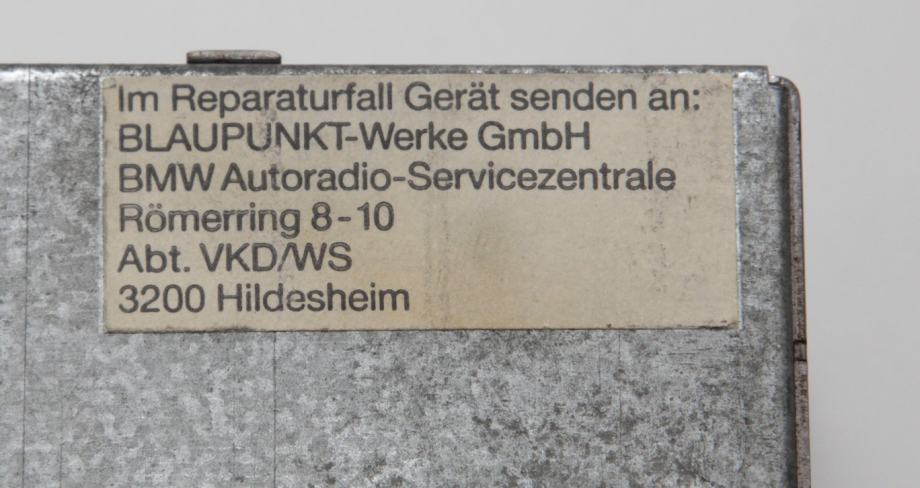 Im Reparaturfall Gerät senden an:
BLAUPUNKT-Werke GmbH
BMW Autoradio-Servicezentrale
Römerring 8-10
Abt. VKD/WS
3200 Hildesheim